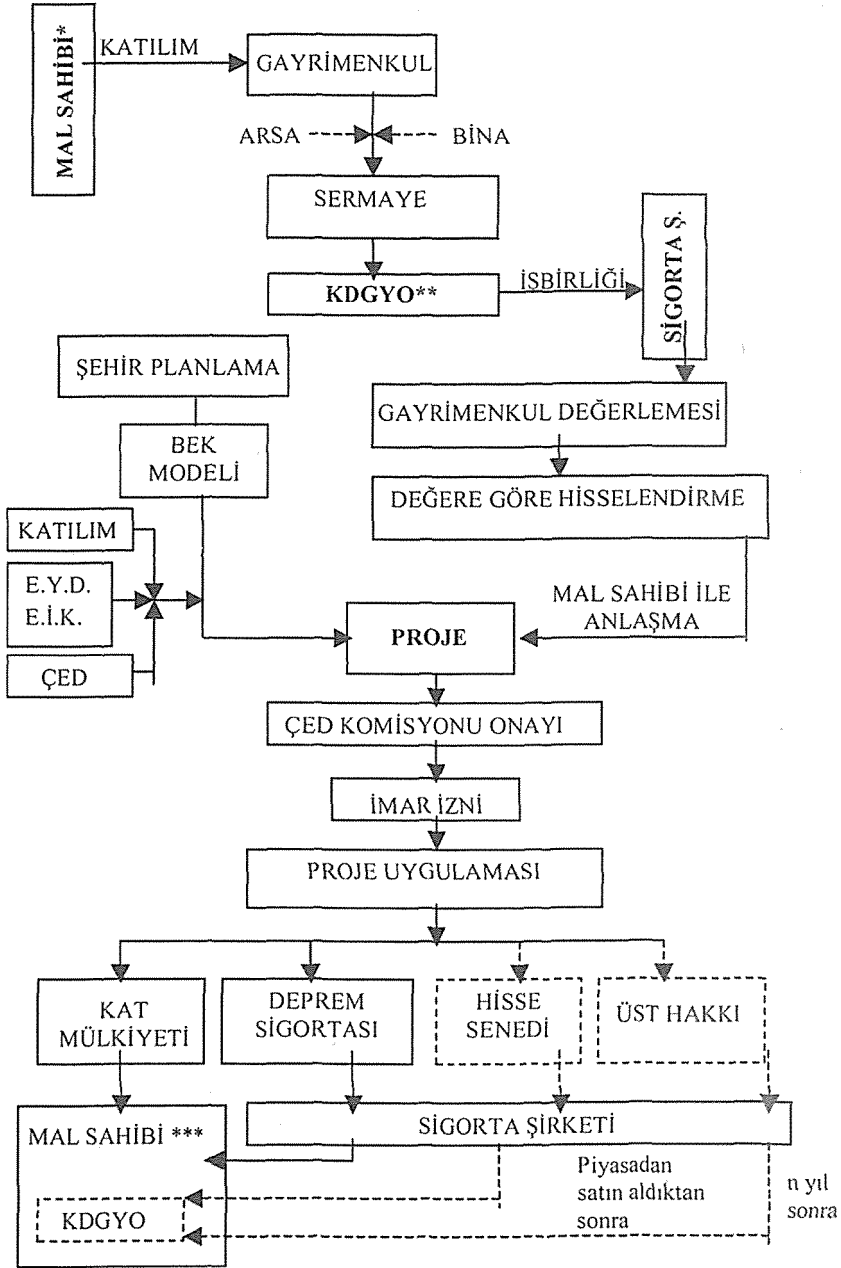 MAL SAHİBİ*
KATILIM
GAYRİMENKUL
ARSA
BİNA
SERMAYE
KDGYO**
İSBİRLİĞİ
SİGORTA Ş.
ŞEHİR PLANLAMA
BEK
MODELİ
GAYRİMENKUL DEĞERLEMESİ
DEĞERE GÖRE HİSSELENDİRME
KATILIM
E.Y.D.
E.İ.K.
ÇED
MAL SAHİBİ İLE
ANLAŞMA
PROJE
ÇED KOMİSYONU ONAYI
İMAR İZNİ
PROJE UYGULAMASI
KAT
MÜLKİYETİ
DEPREM
SİGORTASI
HİSSE
SENEDİ
ÜST HAKKI
MAL SAHİBİ ***
SİGORTA ŞİRKETİ
KDGYO
Piyasadan
satın aldıktan
sonra
n yıl
sonra